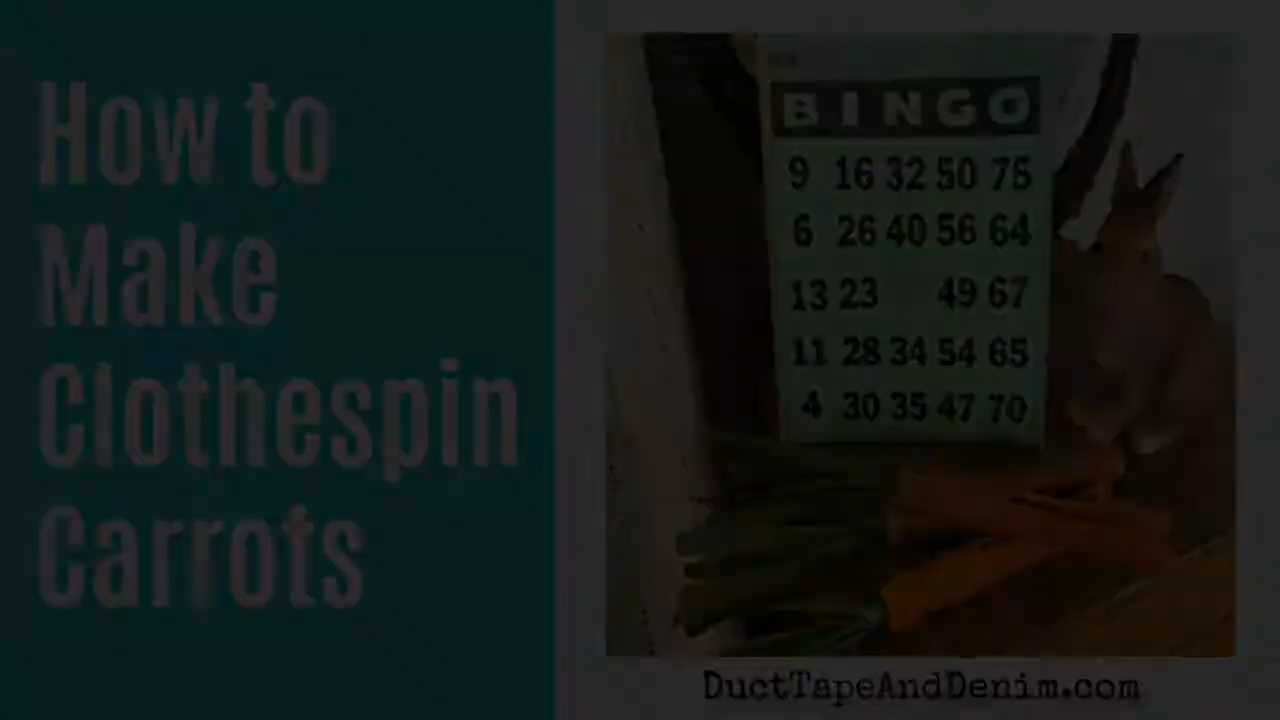 How to
Make
Clothespin
Carrots
BINGO
9 16 32 50 75
6 26 40 56 64
13 23 49 67
11 28 34 54 65
4 30 35 47 70
DuctTapeAndDenim.com